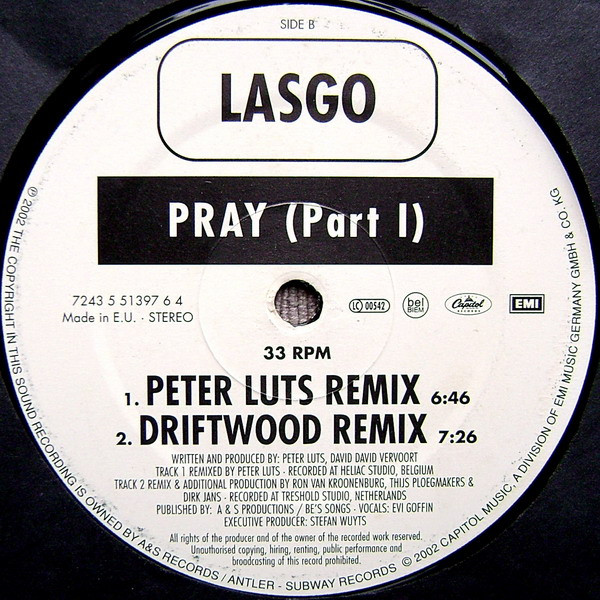 SIDE B
LASGO
PRAY (Part I)
7243 5 51397 6 4
Made in E.U. · STEREO
LC 00542
bel
BIEM
Capitol
RECORDS
EMI
33 RPM
1. PETER LUTS REMIX 6:46
2. DRIFTWOOD REMIX 7:26
WRITTEN AND PRODUCED BY: PETER LUTS, DAVID DAVID VERVOORT
TRACK 1 REMIXED BY PETER LUTS - RECORDED AT HELIAC STUDIO, BELGIUM
TRACK 2 REMIX & ADDITIONAL PRODUCTION BY RON VAN KROONENBURG, THIJS PLOEGMAKERS &
DIRK JANS - RECORDED AT TRESHOLD STUDIO, NETHERLANDS
PUBLISHED BY: A & S PRODUCTIONS / BE'S SONGS - VOCALS: EVI GOFFIN
EXECUTIVE PRODUCER: STEFAN WUYTS
All rights of the producer and of the owner of the recorded work reserved.
Unauthorised copying, hiring, renting, public performance and
broadcasting of this record prohibited.
℗ 2002 THE COPYRIGHT IN THIS SOUND RECORDING IS OWNED BY A&S RECORDS / ANTLER - SUBWAY RECORDS © 2002 CAPITOL MUSIC, A DIVISION OF EMI MUSIC GERMANY GMBH & CO. KG